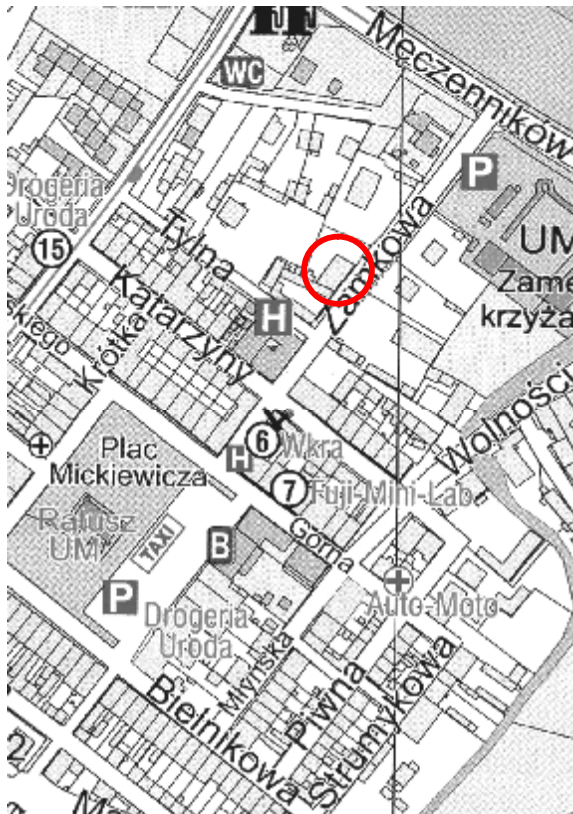 WC
Męczenników
P
Drogeria
Uroda
15
Tylna
Zamkowa
UM
Zame
krzyża
Katarzyny
H
skiego
Krótka
Wolności
Plac
Mickiewicza
6
Wkra
H
7
Fuji-Mini-Lab
Ratusz
UM
TAXI
B
Górna
P
Auto-Moto
Drogeria
Uroda
Młyńska
Piwna
Strumykowa
Bielnikowa
2